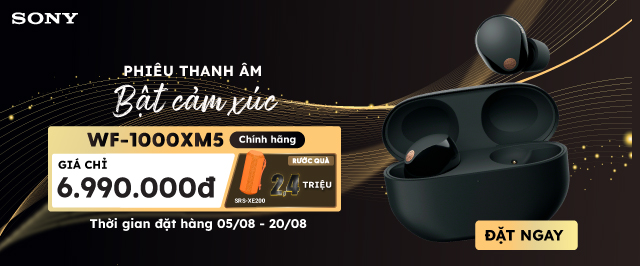 SONY
PHIÊU THANH ÂM
Bật cảm xúc
WF-1000XM5 Chính hãng
GIÁ CHỈ
6.990.000đ
RƯỚC QUÀ
2,4 TRIỆU
SRS-XE200
Thời gian đặt hàng 05/08 - 20/08
ĐẶT NGAY